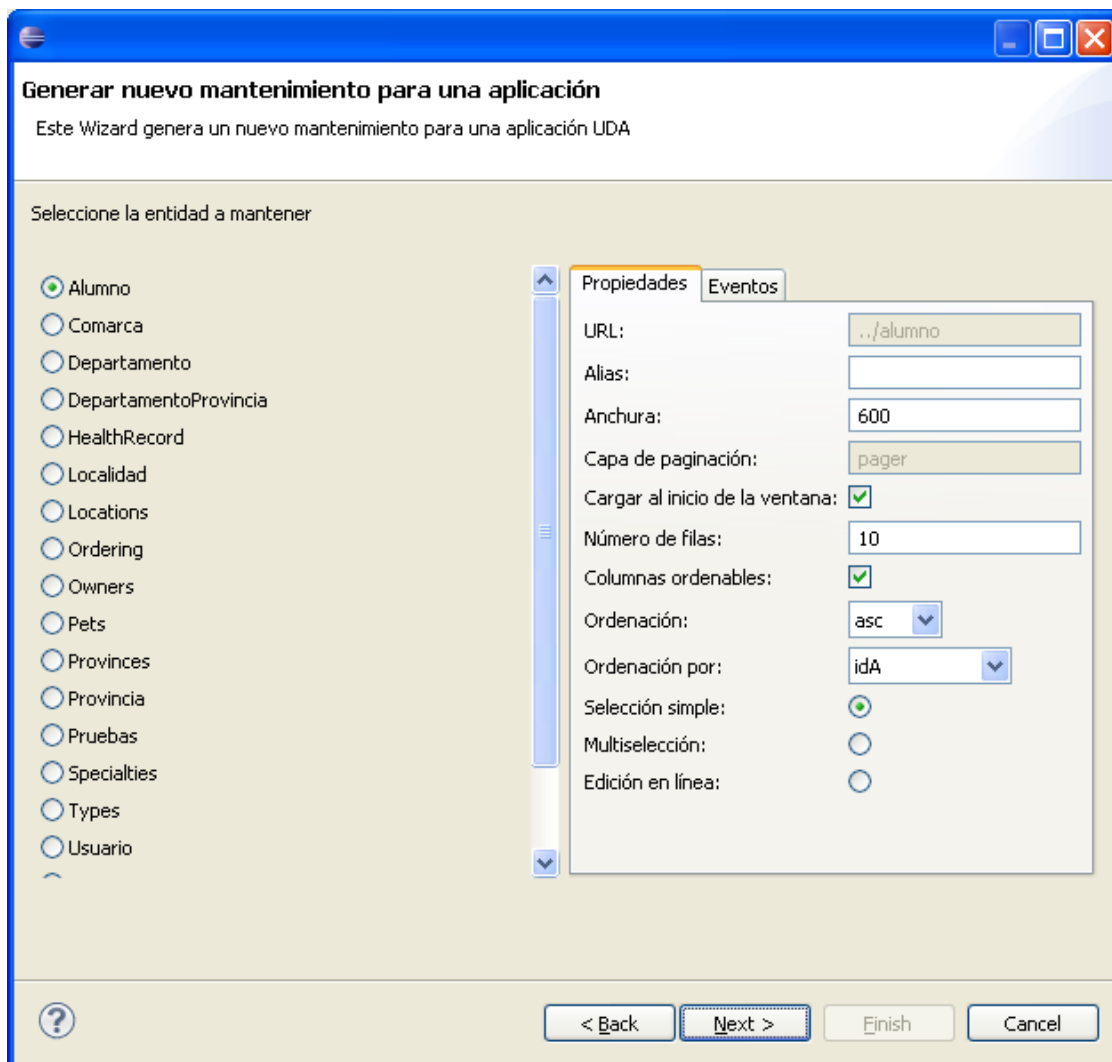 Generar nuevo mantenimiento para una aplicación
Este Wizard genera un nuevo mantenimiento para una aplicación UDA
Seleccione la entidad a mantener
Alumno
Comarca
Departamento
DepartamentoProvincia
HealthRecord
Localidad
Locations
Ordering
Owners
Pets
Provinces
Provincia
Pruebas
Specialties
Types
Usuario
Propiedades Eventos
URL: ../alumno
Alias:
Anchura: 600
Capa de paginación: pager
Cargar al inicio de la ventana:
Número de filas: 10
Columnas ordenables:
Ordenación: asc
Ordenación por: idA
Selección simple:
Multiselección:
Edición en línea:
? < Back Next > Finish Cancel